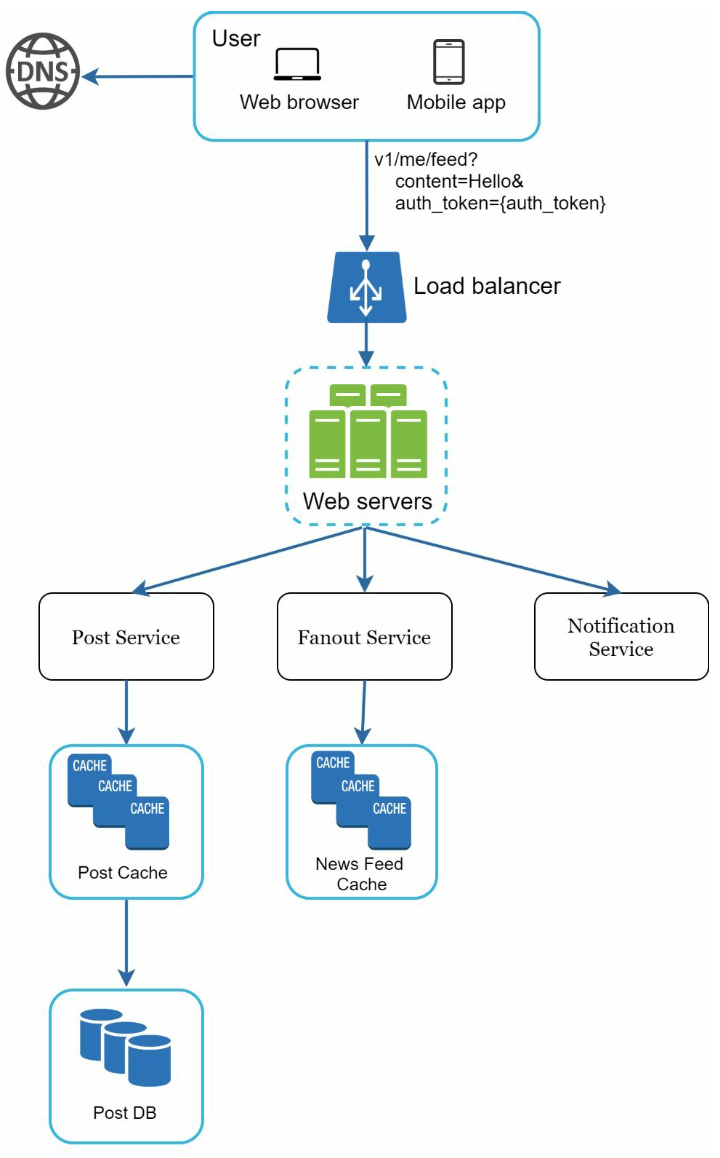 User
DNS
Web browser
Mobile app
v1/me/feed?
content=Hello&
auth_token={auth_token}
Load balancer
Web servers
Post Service
Fanout Service
Notification
Service
CACHE
CACHE
CACHE
Post Cache
CACHE
CACHE
CACHE
News Feed
Cache
Post DB